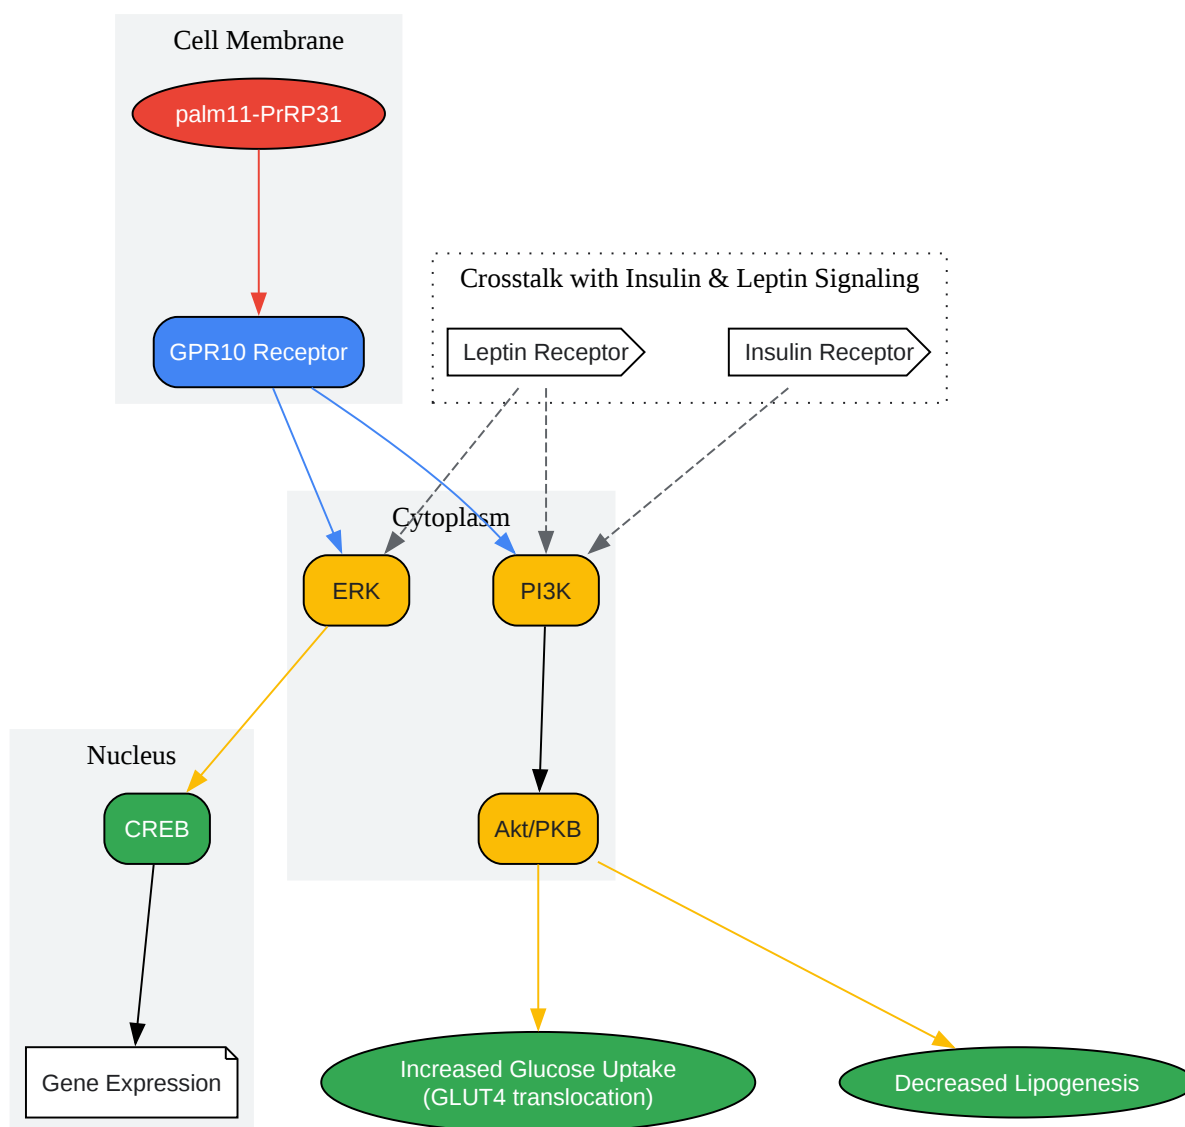 Cell Membrane
palm11-PrRP31
Crosstalk with Insulin & Leptin Signaling
GPR10 Receptor
Leptin Receptor
Insulin Receptor
Cytoplasm
ERK
PI3K
Nucleus
CREB
Akt/PKB
Gene Expression
Increased Glucose Uptake
(GLUT4 translocation)
Decreased Lipogenesis